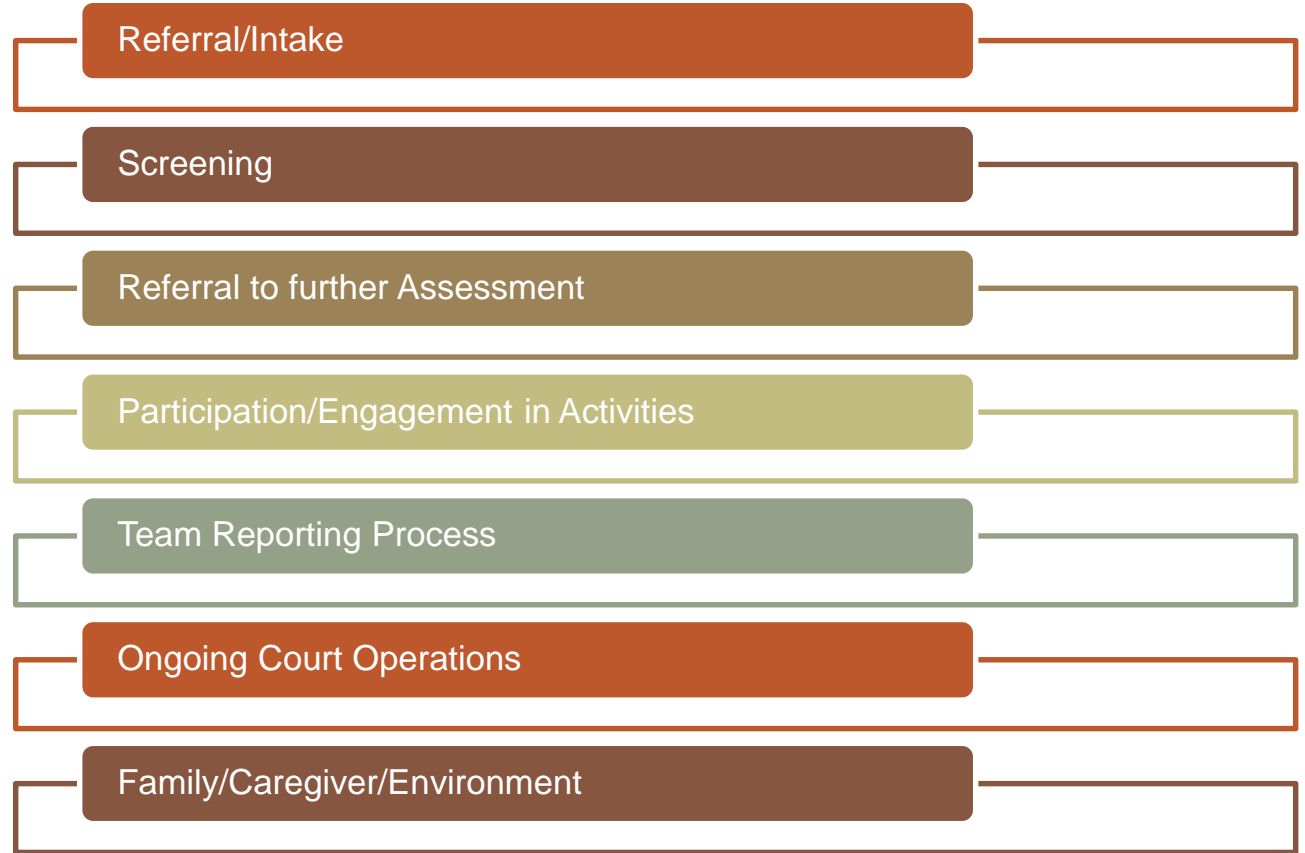 Referral/Intake
Screening
Referral to further Assessment
Participation/Engagement in Activities
Team Reporting Process
Ongoing Court Operations
Family/Caregiver/Environment